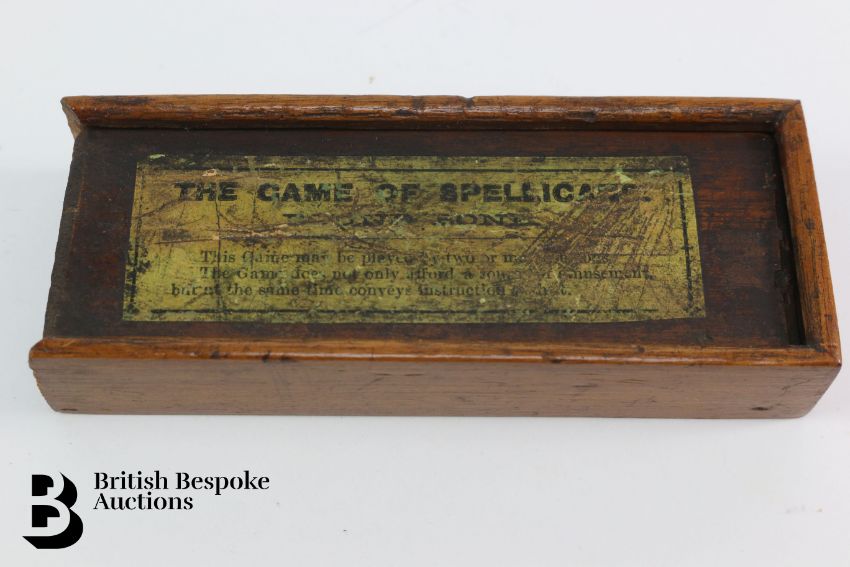 THE GAME OF SPELLICANS.
This Game may be played by two or
The Game does not only afford a amusement,
but at the same time conveys instruction
British Bespoke
Auctions